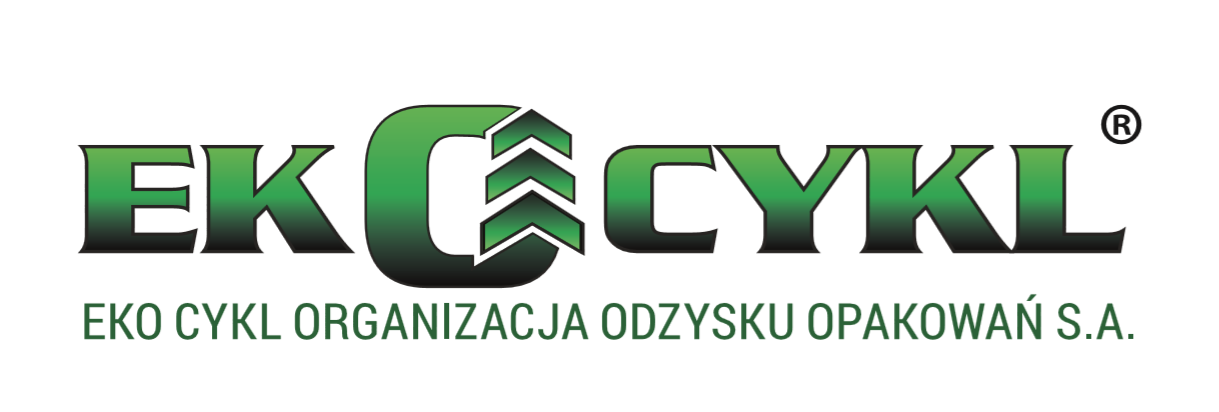 EKOCYKL®
EKO CYKL ORGANIZACJA ODZYSKU OPAKOWAŃ S.A.